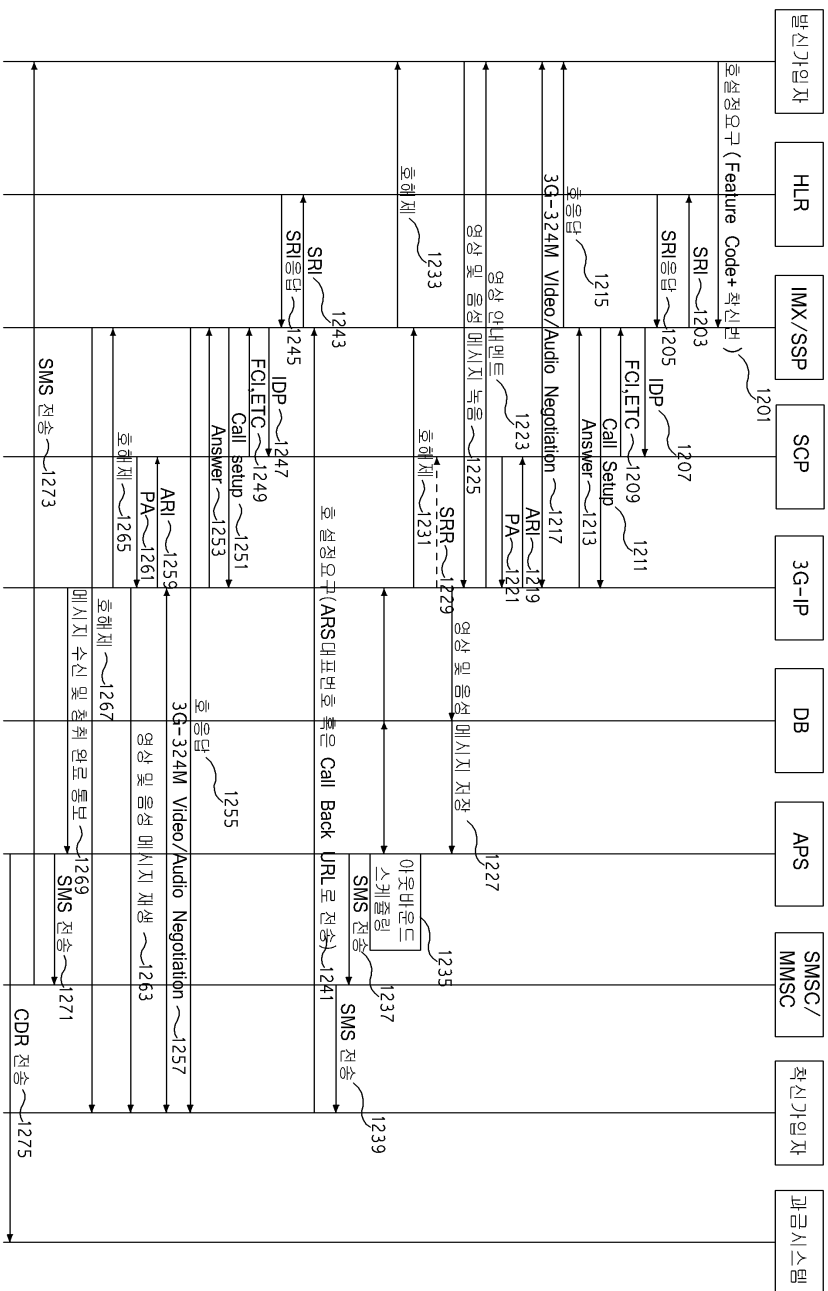 발신가입자
HLR
IMX/SSP
SCP
3G-IP
DB
APS
SMSC/
MMSC
착신가입자
과금시스템
호설정요구 (Feature Code+ 착신번) 1201
SRI 1203
SRI응답 1205
IDP 1207
FCI,ETC 1209
Call Setup 1211
Answer 1213
호응답 1215
3G-324M VIdeo/Audio Negotiation 1217
ARI 1219
PA 1221
영상 안내멘트 1223
영상 및 음성 메시지 녹음 1225
영상 및 음성 메시지 저장 1227
SRR 1229
호해제 1231
호해제 1233
아웃바운드
스케쥴링
1235
SMS 전송 1237
SMS 전송 1239
호 설정요구(ARS대표번호 혹은 Call Back URL로 전송) 1241
SRI 1243
SRI응답 1245
IDP 1247
FCI,ETC 1249
Call setup 1251
Answer 1253
호 응답 1255
3G-324M Video/Audio Negotiation 1257
ARI 1259
PA 1261
영상 및 음성 메시지 재생 1263
호해제 1265
호해제 1267
메시지 수신 및 청취 완료 통보 1269
SMS 전송 1271
SMS 전송 1273
CDR 전송 1275